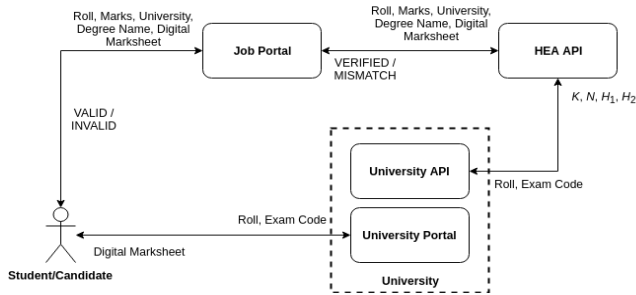 Roll, Marks, University,
Degree Name, Digital
Marksheet
Job Portal
Roll, Marks, University,
Degree Name, Digital
Marksheet
HEA API
VERIFIED /
MISMATCH
K, N, H₁, H₂
VALID /
INVALID
University API
Roll, Exam Code
Roll, Exam Code
University Portal
Digital Marksheet
Student/Candidate
University